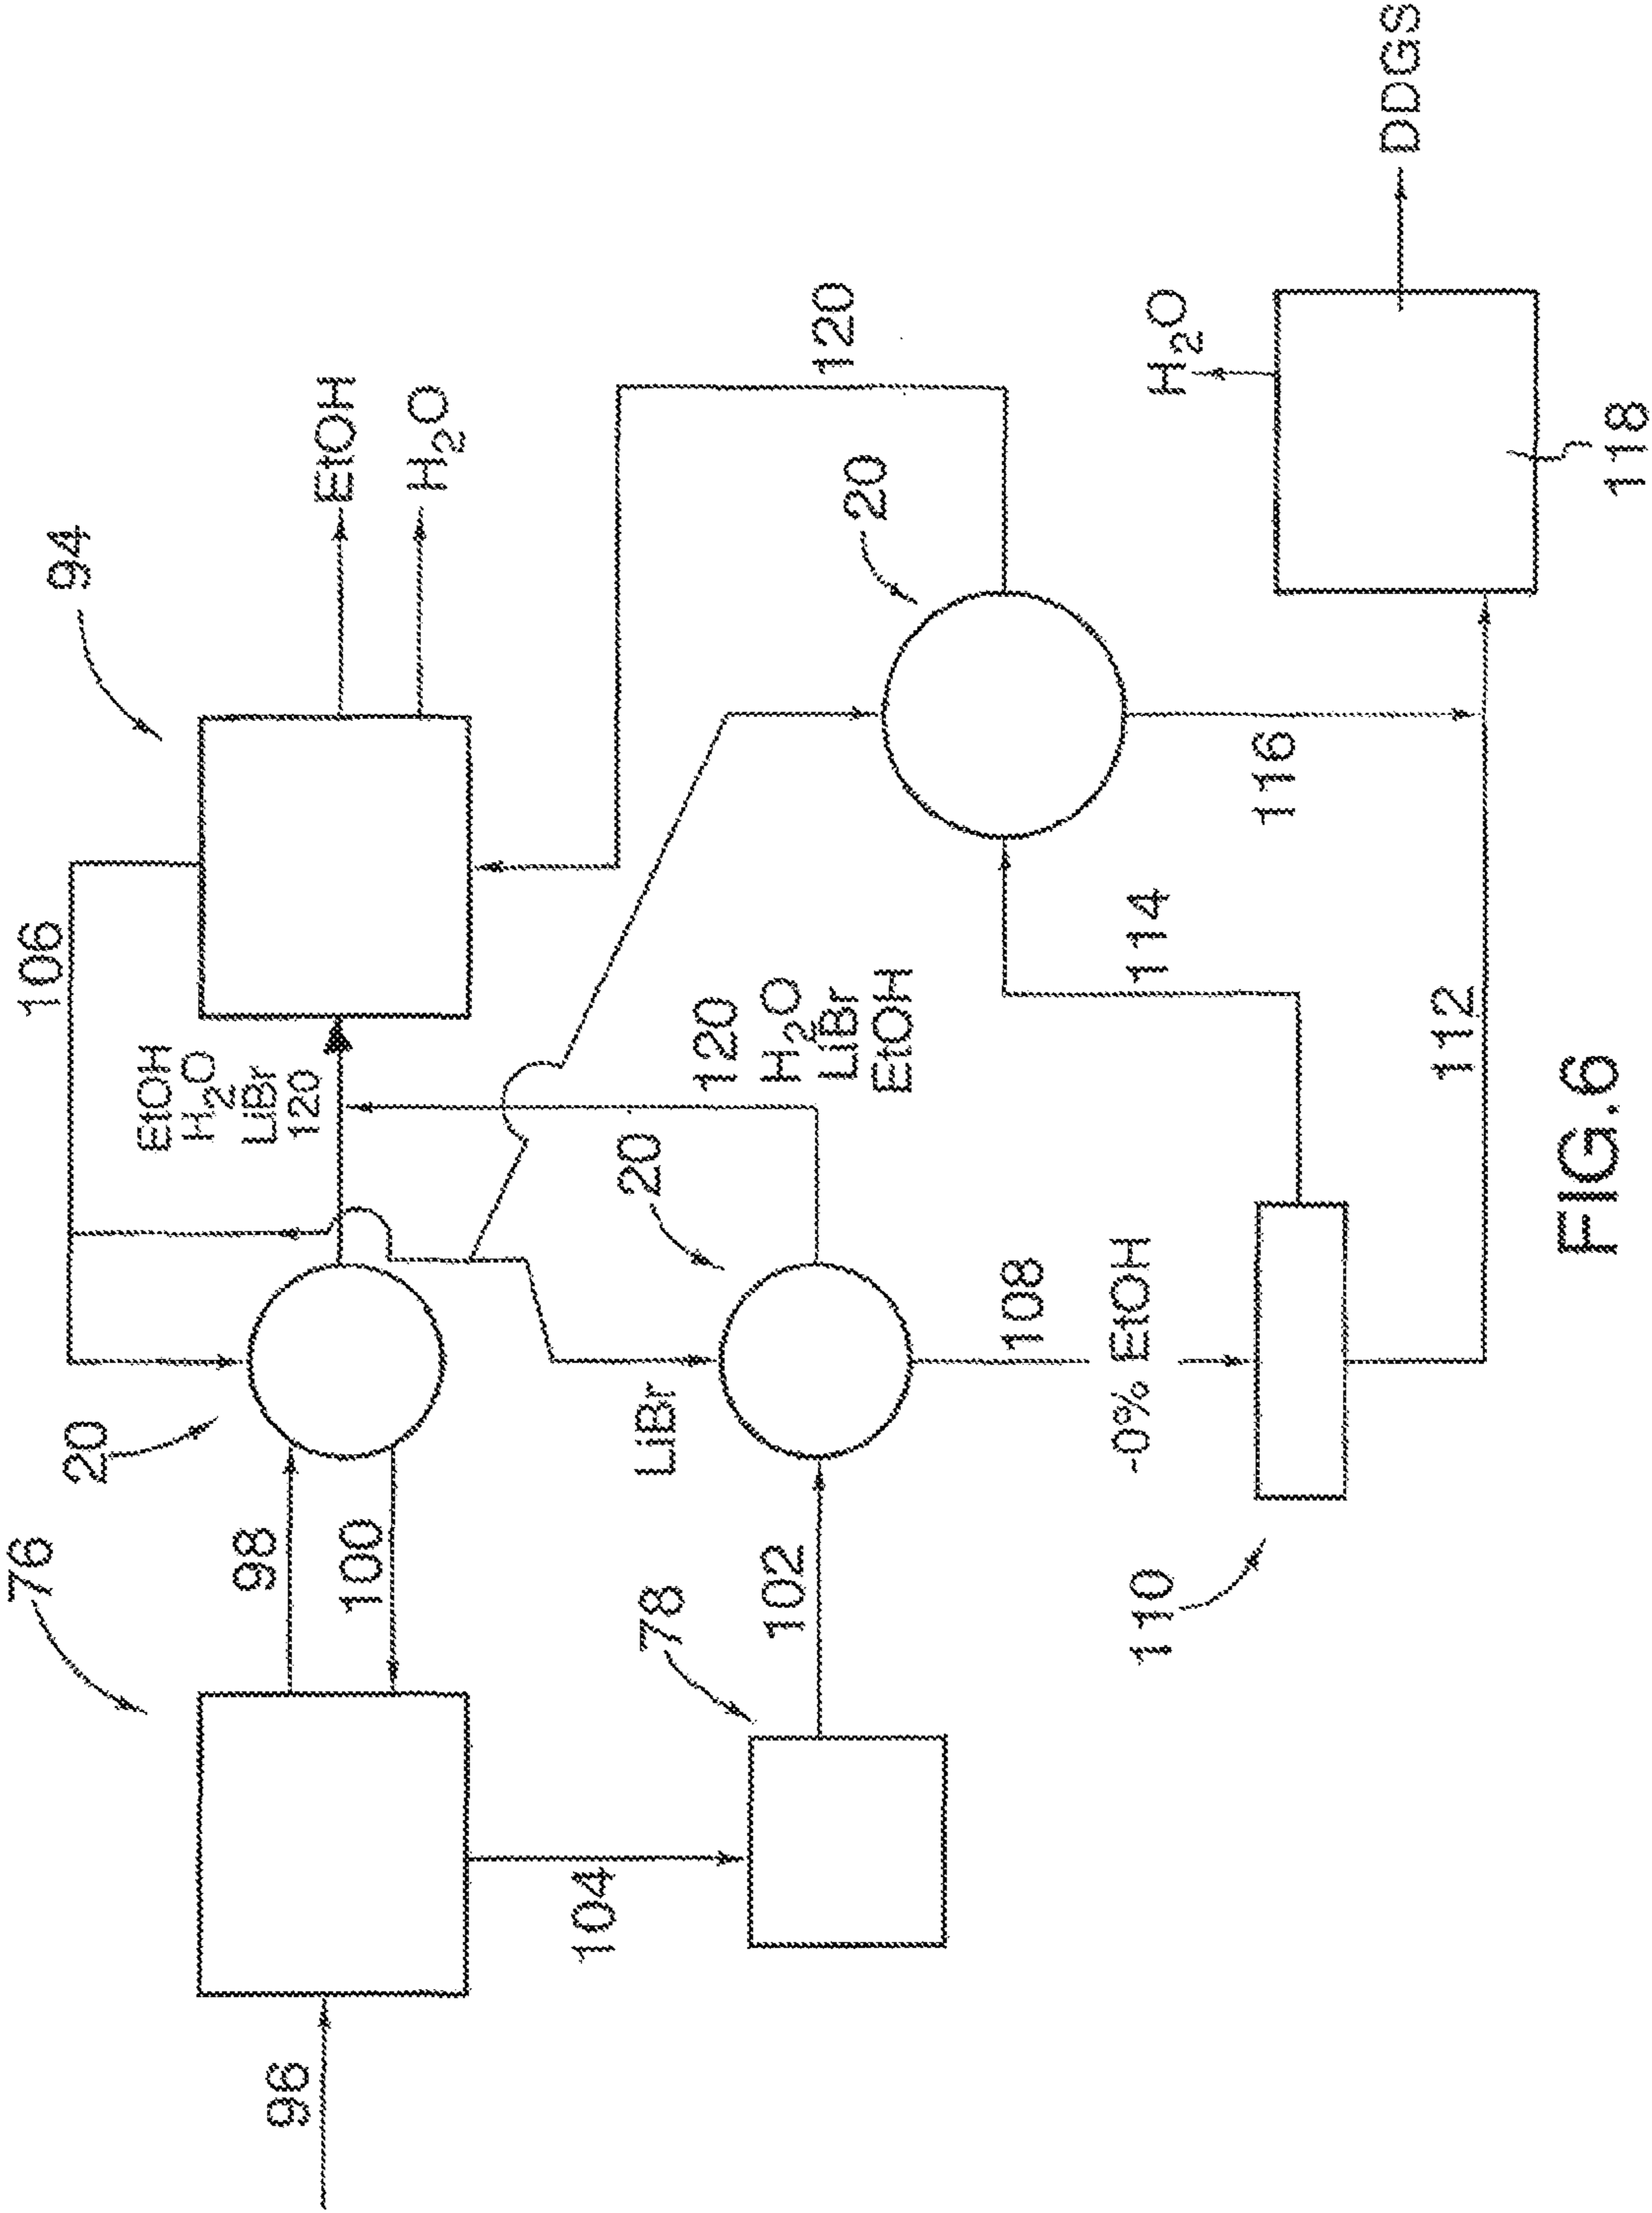 76
106
94
20
EtOH
H₂O
LiBr
120
98
96
EtOH
100
H₂O
104
20
LiBr
78
120
H₂O
LiBr
EtOH
102
120
20
108
-0% EtOH
114
110
H₂O
116
DDGS
112
118
FIG.6